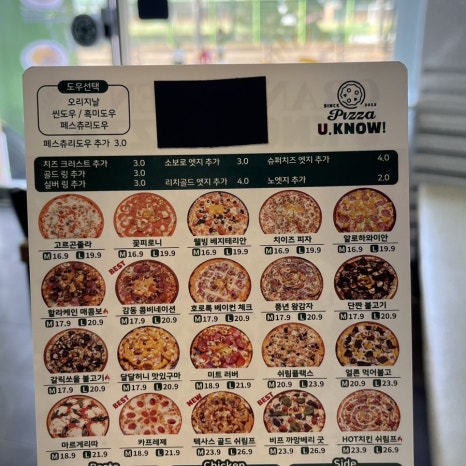 도우선택
오리지날
씬도우 / 흑미도우
페스츄리도우
페스츄리도우 추가 3.0
SINCE
Pizza
U.KNOW!
치즈 크러스트 추가 3.0 소보로 엣지 추가 3.0 슈퍼치즈 엣지 추가 4.0
골드 링 추가 3.0
실버 링 추가 3.0 리치골드 엣지 추가 4.0 노엣지 추가 2.0
고르곤졸라 꽃피로니 웰빙 베지테리안 치이즈 피자 알로하와이안
M 16.9 L 19.9 M 16.9 L 19.9 M 16.9 L 19.9 M 16.9 L 19.9 M 16.9 L 19.9
BEST
할라케인 매콤보 감동 콤비네이션 호로록 베이컨 체크 풍년 왕감자 단짠 불고기
M 17.9 L 20.9 M 17.9 L 20.9 M 17.9 L 20.9 M 17.9 L 20.9 M 17.9 L 20.9
갈릭쏘울 불고기 달달허니 맛있구마 미트 러버 쉬림플렉스 얼른 먹어불고
M 17.9 L 20.9 M 17.9 L 20.9 M 18.9 L 21.9 M 20.9 L 23.9 M 20.9 L 23.9
BEST NEW BEST
마르게리따 카프레제 텍사스 골드 쉬림프 비프 까망베리 굿 HOT치킨 쉬림프
M 18.9 L 21.9 M 18.9 L 21.9 M 23.9 L 26.9 M 23.9 L 26.9 M 23.9 L 26.9
Chicken Side